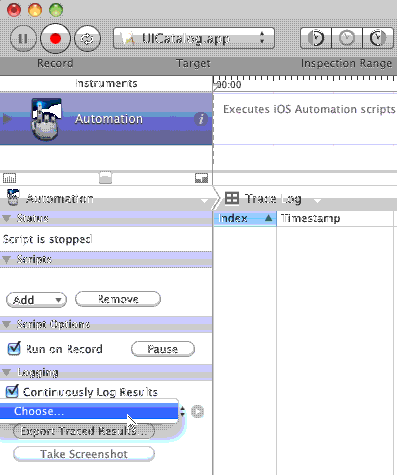 UICatalog.app
Record Target Inspection Range
Instruments 00:00
Automation
Executes iOS Automation scripts
Automation Trace Log
Status Index Timestamp
Script is stopped
Scripts
Add Remove
Script Options
Run on Record Pause
Logging
Continuously Log Results
Choose...
Export Traced Results...
Take Screenshot